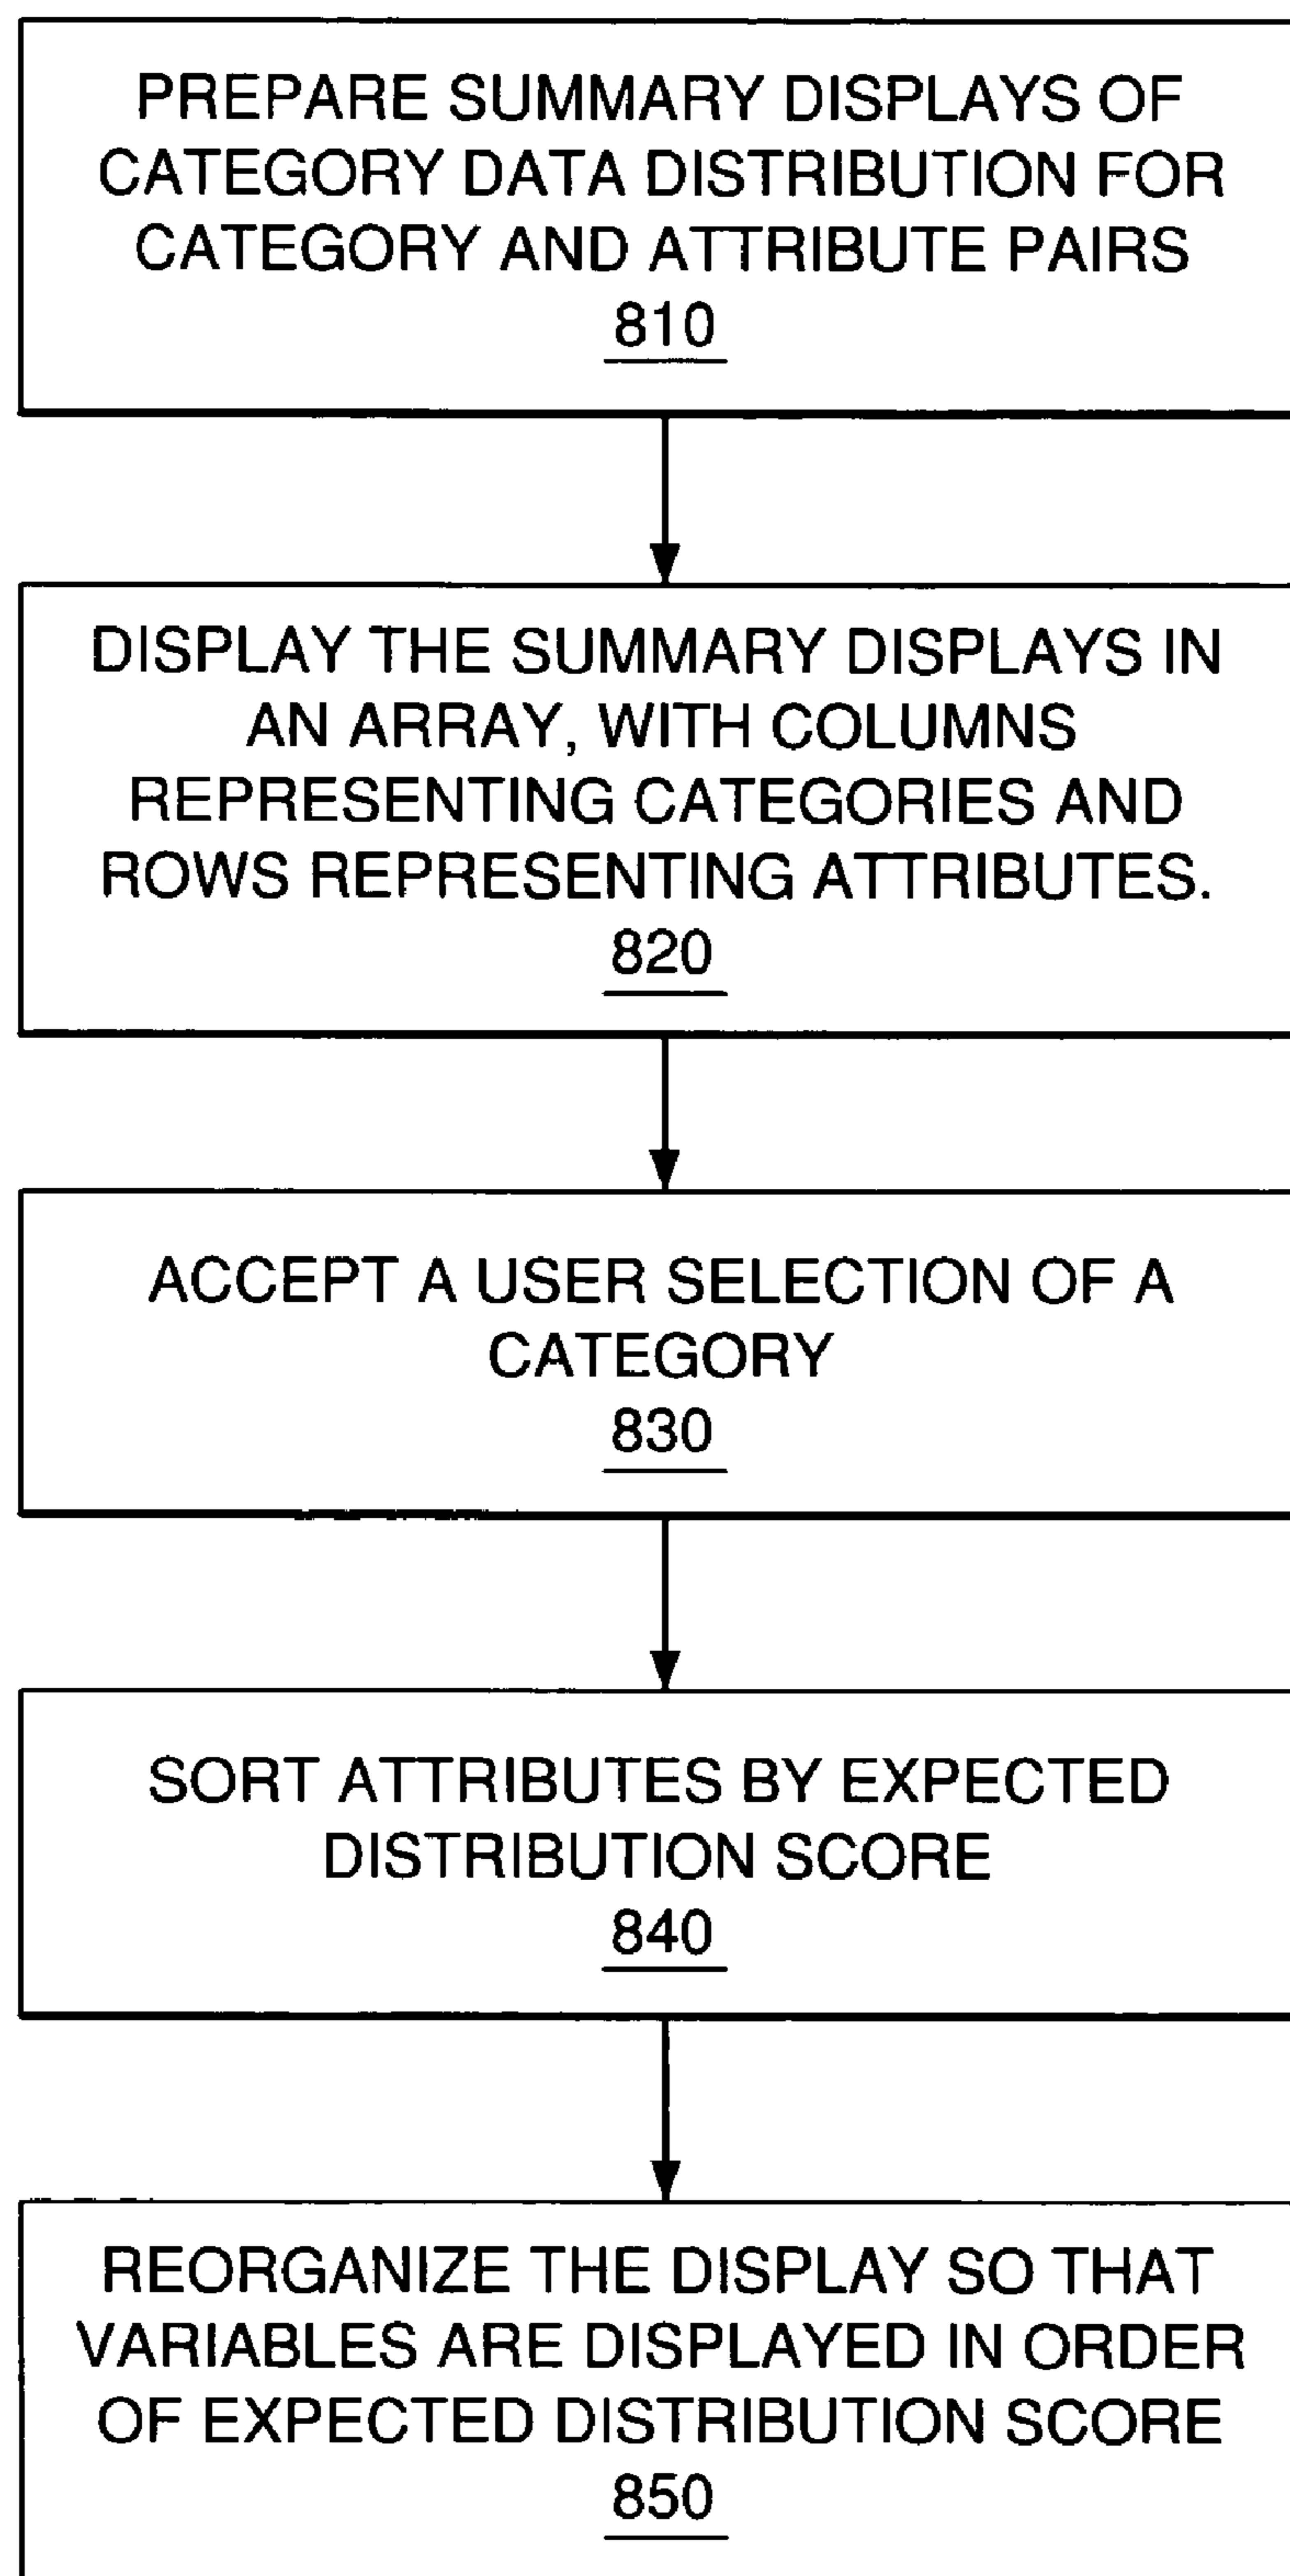 PREPARE SUMMARY DISPLAYS OF
CATEGORY DATA DISTRIBUTION FOR
CATEGORY AND ATTRIBUTE PAIRS
810
DISPLAY THE SUMMARY DISPLAYS IN
AN ARRAY, WITH COLUMNS
REPRESENTING CATEGORIES AND
ROWS REPRESENTING ATTRIBUTES.
820
ACCEPT A USER SELECTION OF A
CATEGORY
830
SORT ATTRIBUTES BY EXPECTED
DISTRIBUTION SCORE
840
REORGANIZE THE DISPLAY SO THAT
VARIABLES ARE DISPLAYED IN ORDER
OF EXPECTED DISTRIBUTION SCORE
850